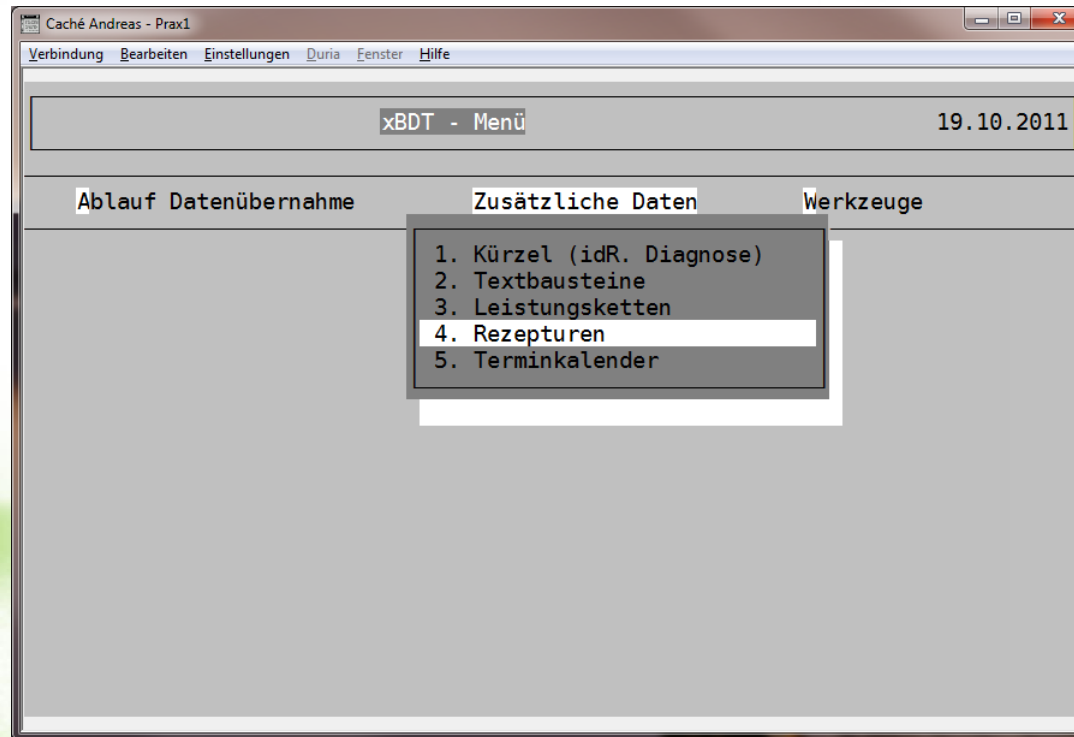 Caché Andreas - Prax1
Verbindung Bearbeiten Einstellungen Duria Fenster Hilfe
xBDT - Menü 19.10.2011
Ablauf Datenübernahme Zusätzliche Daten Werkzeuge
1. Kürzel (idR. Diagnose)
2. Textbausteine
3. Leistungsketten
4. Rezepturen
5. Terminkalender